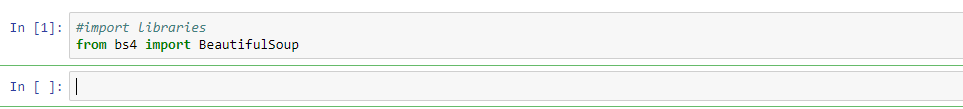 In [1]: #import libraries
from bs4 import BeautifulSoup
In [ ]: